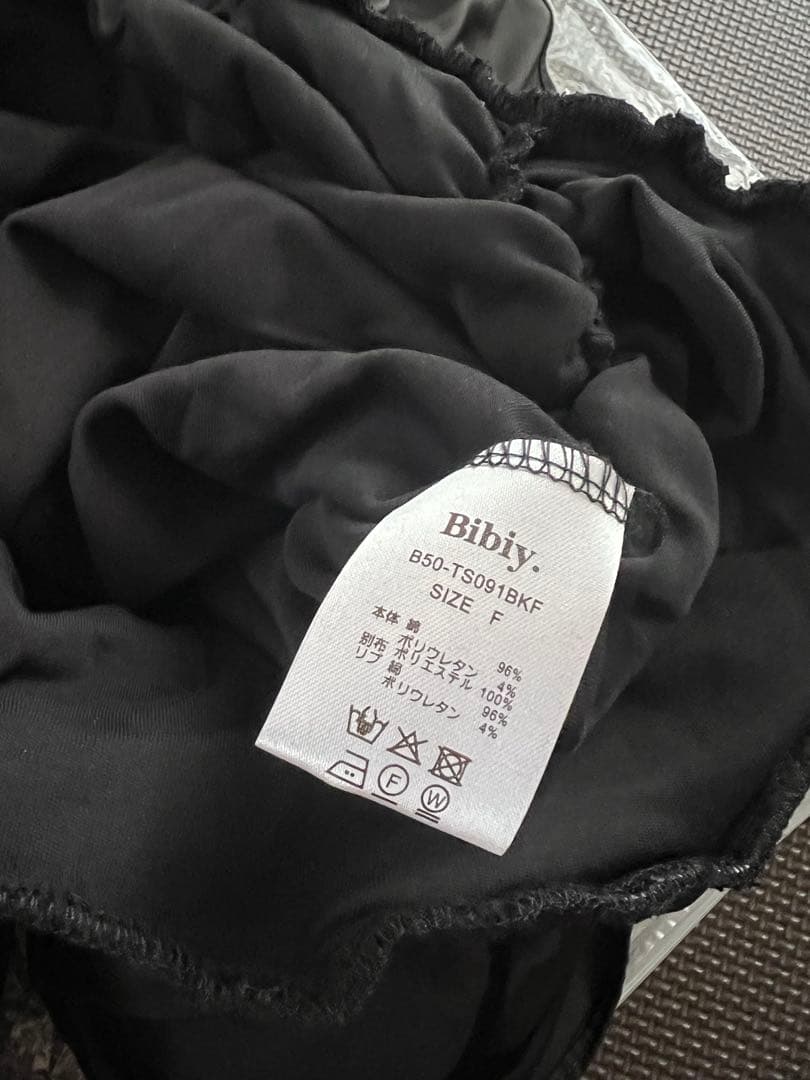 Bibiy.
B50-TS091BKF
SIZE F
本体 綿 96%
ポリウレタン 4%
別布 ポリエステル 100%
リブ 綿 96%
ポリウレタン 4%
F
W